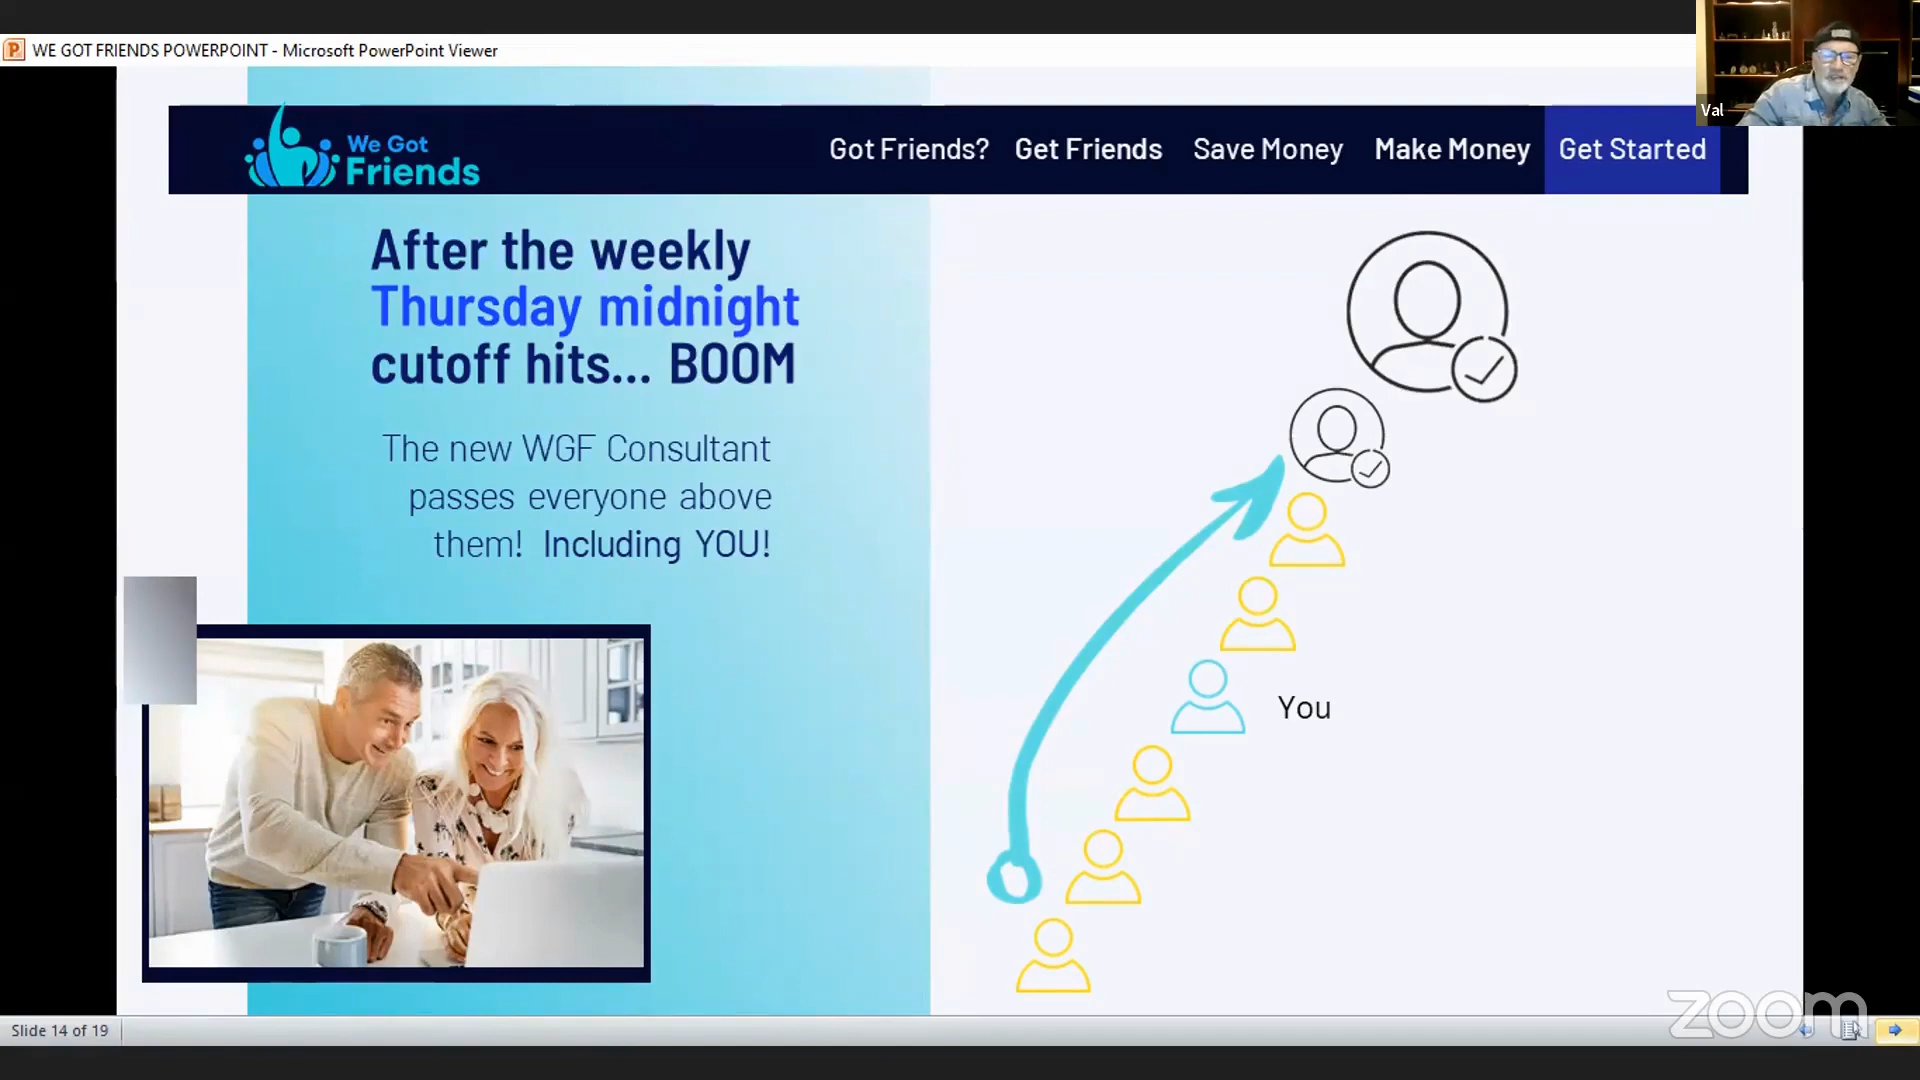 WE GOT FRIENDS POWERPOINT - Microsoft PowerPoint Viewer
Val
We Got
Friends
Got Friends? Get Friends Save Money Make Money Get Started
After the weekly
Thursday midnight
cutoff hits... BOOM
The new WGF Consultant
passes everyone above
them! Including YOU!
You
zoom
Slide 14 of 19